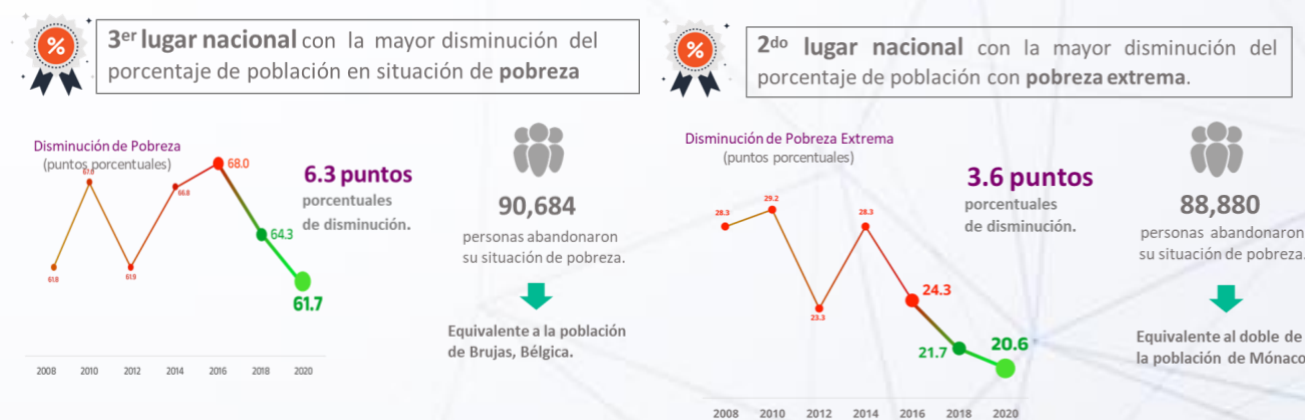 %
3er lugar nacional con la mayor disminución del
porcentaje de población en situación de pobreza
Disminución de Pobreza
(puntos porcentuales)
68.0
66.8
64.3
61.8
61.9
61.7
2008 2010 2012 2014 2016 2018 2020
6.3 puntos
porcentuales
de disminución.
90,684
personas abandonaron
su situación de pobreza.
Equivalente a la población
de Brujas, Bélgica.
%
2do lugar nacional con la mayor disminución del
porcentaje de población con pobreza extrema.
Disminución de Pobreza Extrema
(puntos porcentuales)
28.3
29.2
23.3
28.3
24.3
21.7
20.6
2008 2010 2012 2014 2016 2018 2020
3.6 puntos
porcentuales
de disminución.
88,880
personas abandonaron
su situación de pobreza.
Equivalente al doble de
la población de Mónaco